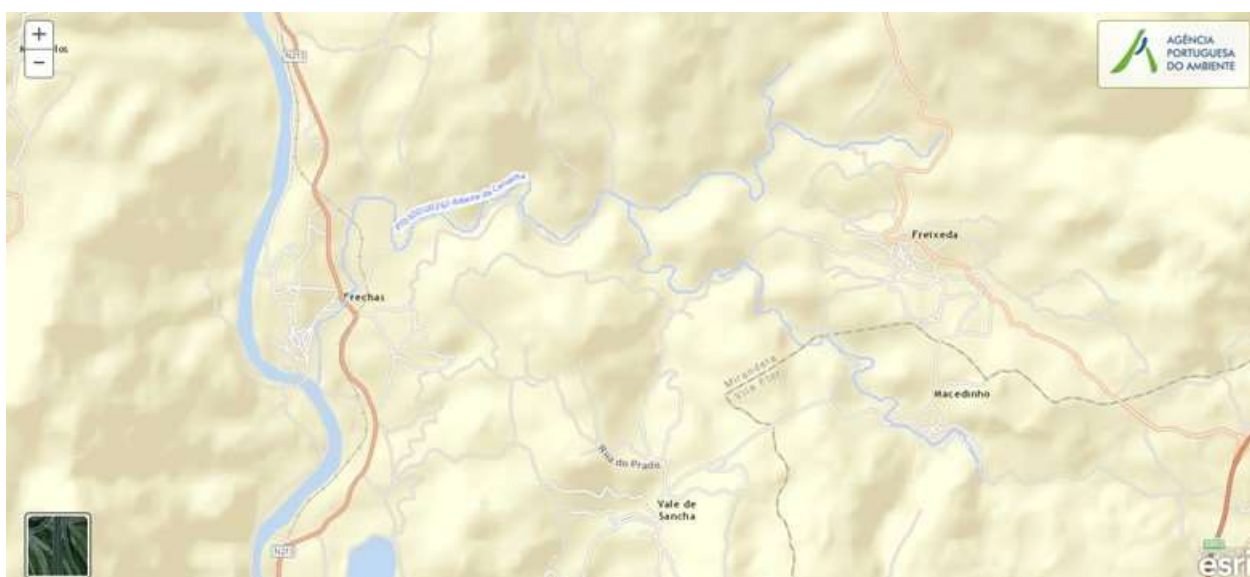 +
−
N213
AGÊNCIA
PORTUGUESA
DO AMBIENTE
Freixeda
Frechas
Mirandela
Vila Flor
Macedinho
Rua do Prado
Vale de
Sancha
N213
esri